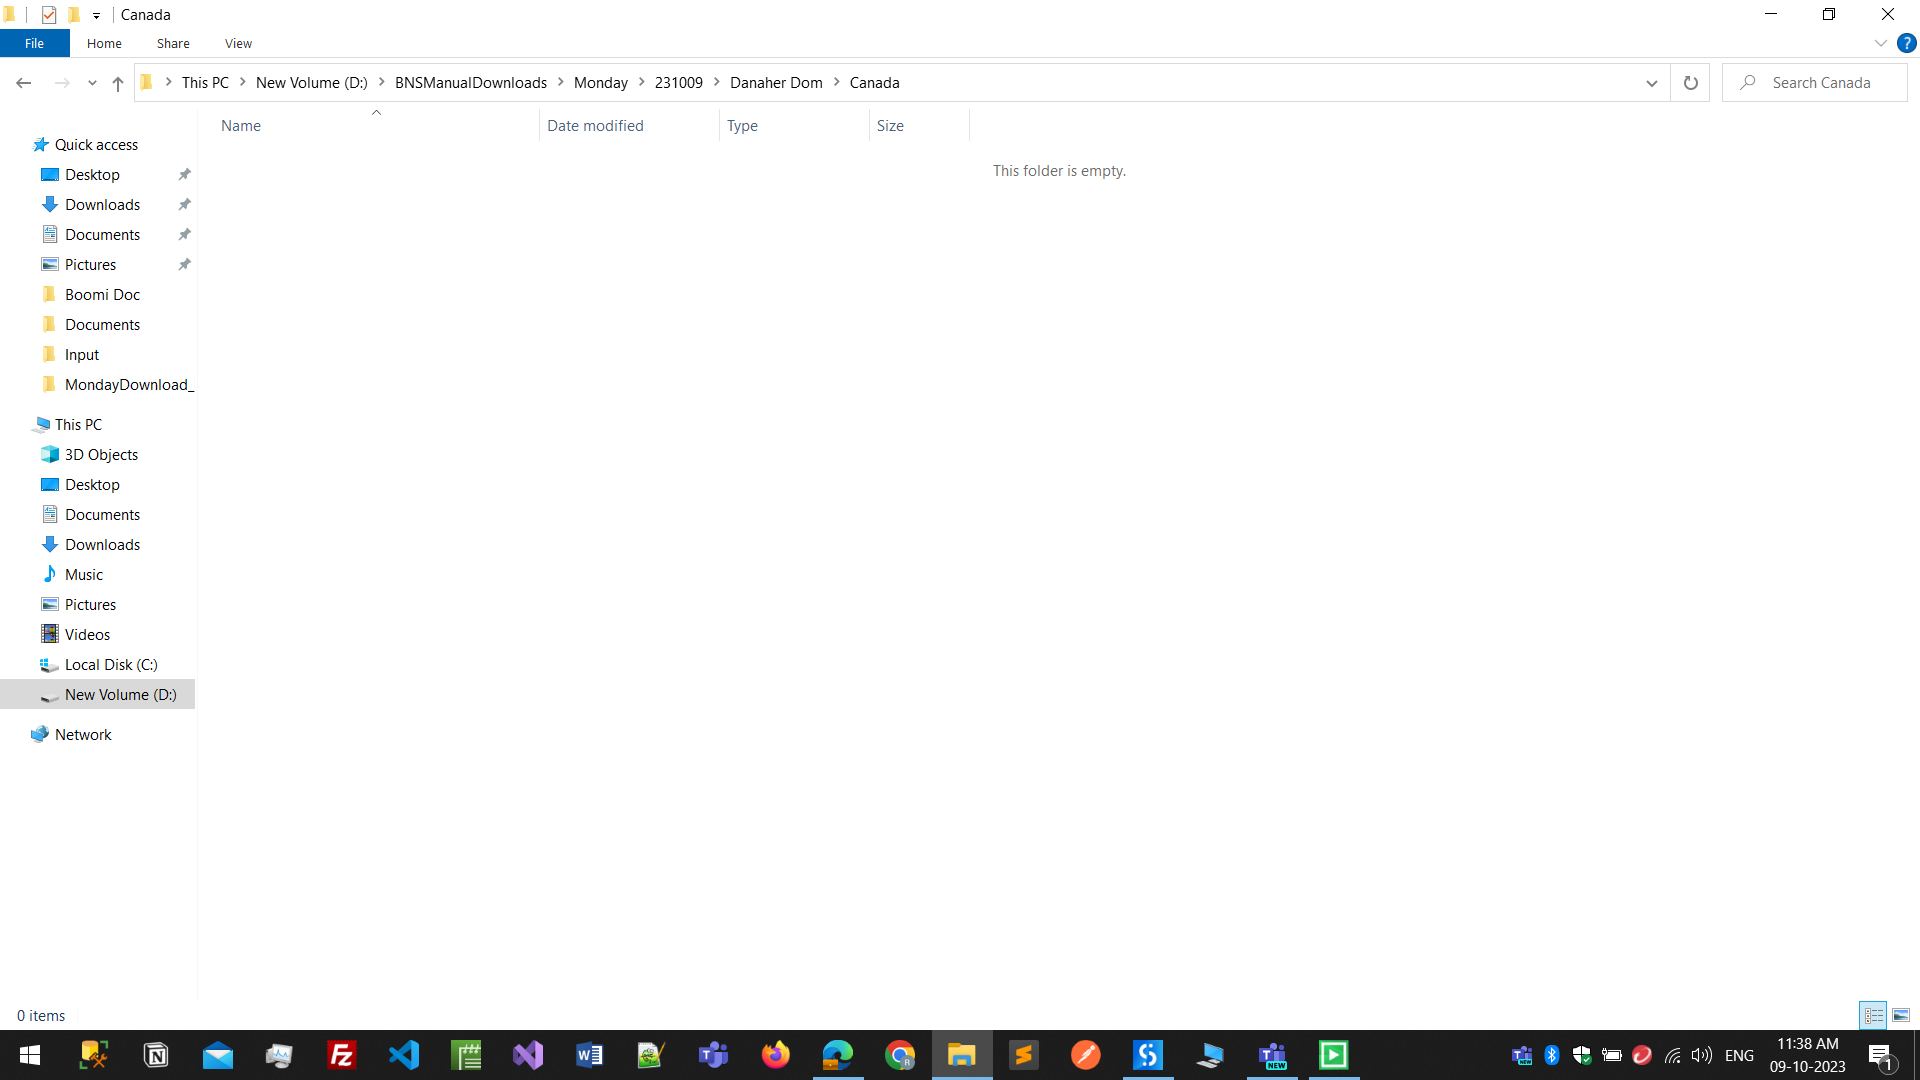 Canada
File Home Share View ?
This PC New Volume (D:) BNSManualDownloads Monday 231009 Danaher Dom Canada Search Canada
Name Date modified Type Size
This folder is empty.
Quick access
Desktop
Downloads
Documents
Pictures
Boomi Doc
Documents
Input
MondayDownload_
This PC
3D Objects
Desktop
Documents
Downloads
Music
Pictures
Videos
Local Disk (C:)
New Volume (D:)
Network
0 items
ENG 11:38 AM
09-10-2023
1